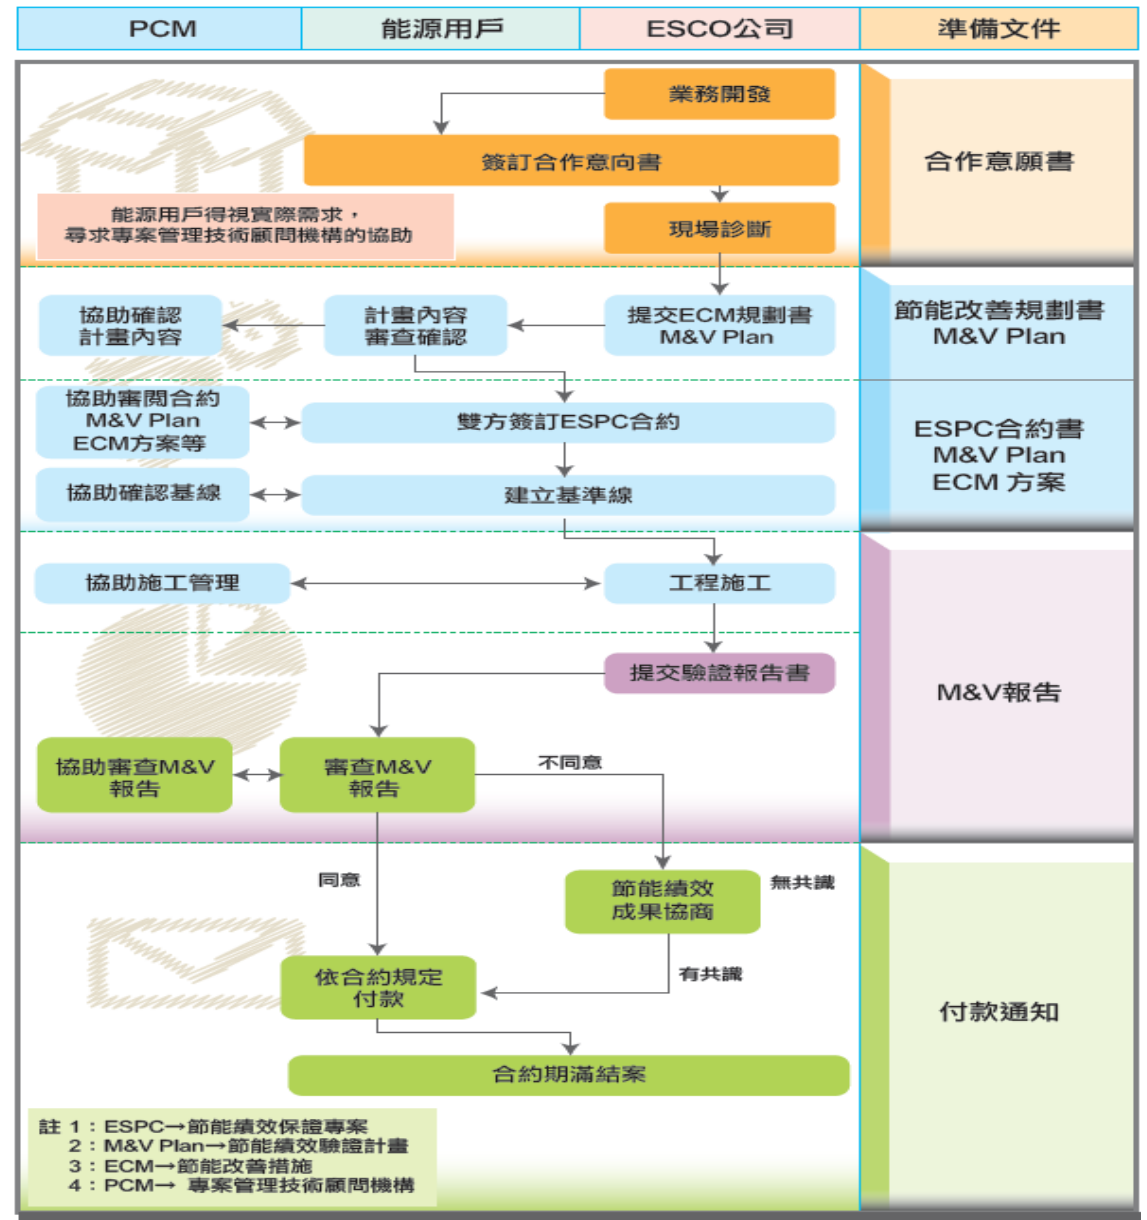 PCM
能源用戶
ESCO公司
準備文件
業務開發
簽訂合作意向書
合作意願書
能源用戶得視實際需求，
尋求專案管理技術顧問機構的協助
現場診斷
協助確認
計畫內容
計畫內容
審查確認
提交ECM規劃書
M&V Plan
節能改善規劃書
M&V Plan
協助審閱合約
M&V Plan
ECM方案等
雙方簽訂ESPC合約
ESPC合約書
M&V Plan
ECM 方案
協助確認基線
建立基準線
協助施工管理
工程施工
提交驗證報告書
M&V報告
協助審查M&V
報告
審查M&V
報告
不同意
同意
節能績效
成果協商
無共識
有共識
依合約規定
付款
付款通知
合約期滿結案
註 1：ESPC→節能績效保證專案
2：M&V Plan→節能績效驗證計畫
3：ECM→節能改善措施
4：PCM→ 專案管理技術顧問機構